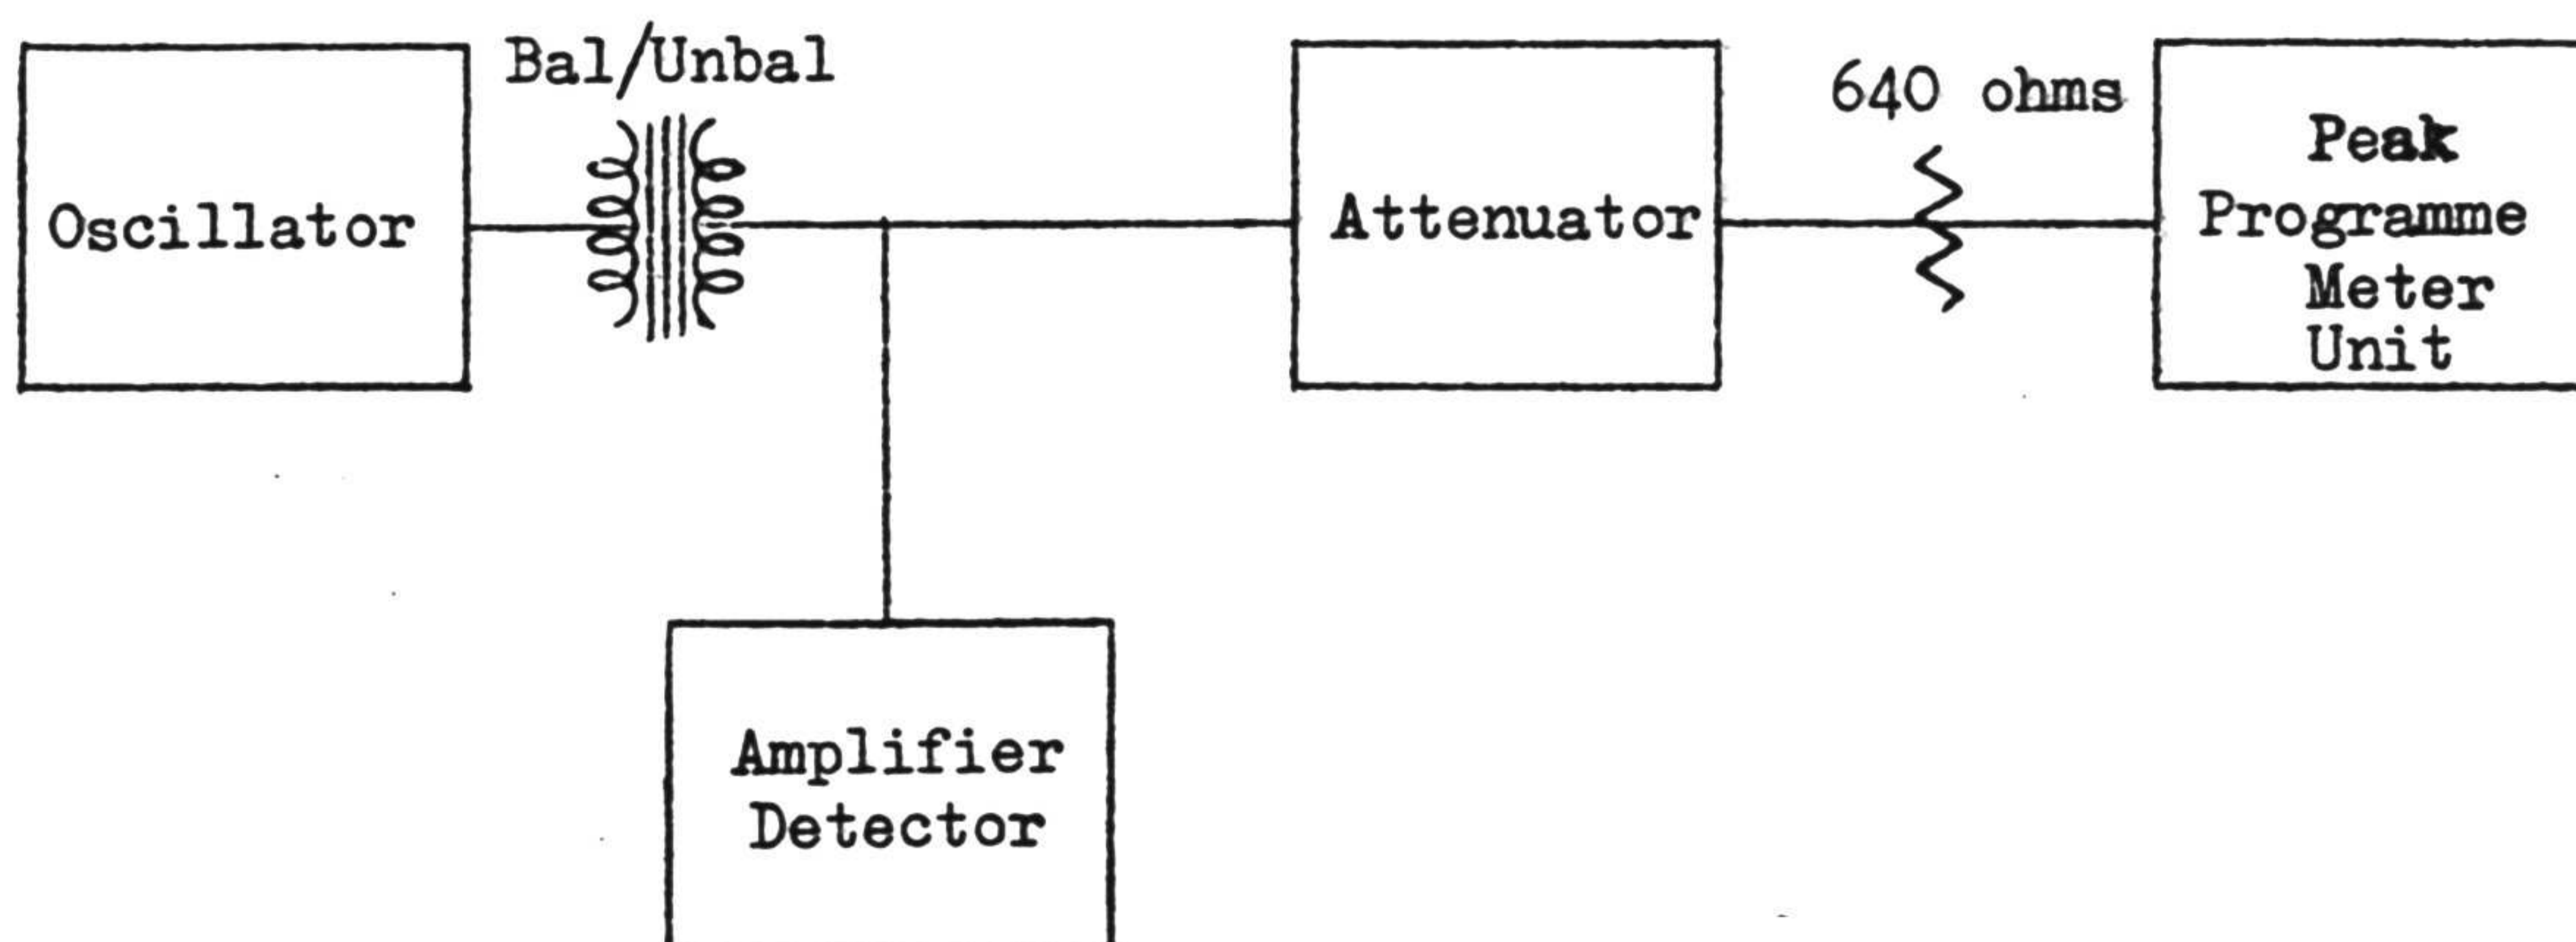 Bal/Unbal
640 ohms
Oscillator
Attenuator
Peak
Programme
Meter
Unit
Amplifier
Detector